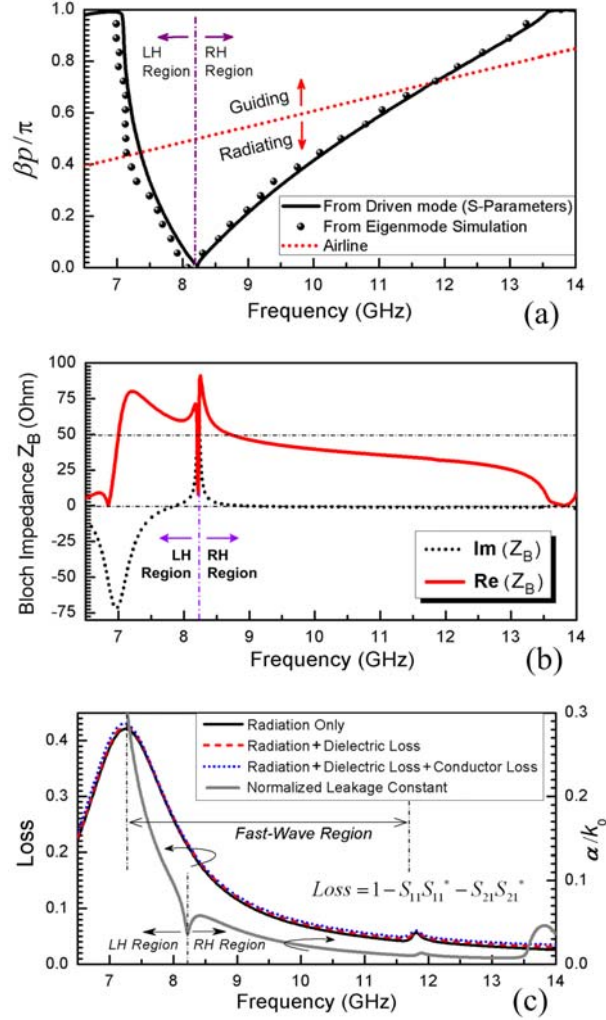 1.0
0.8
0.6
0.4
0.2
0.0
βp/π
LH
Region
RH
Region
Guiding
Radiating
From Driven mode (S-Parameters)
From Eigenmode Simulation
Airline
7 8 9 10 11 12 13 14
Frequency (GHz)
(a)
100
75
50
25
0
-25
-50
-75
Bloch Impedance Z_B (Ohm)
LH
Region
RH
Region
Im (Z_B)
Re (Z_B)
7 8 9 10 11 12 13 14
Frequency (GHz)
(b)
0.4
0.3
0.2
0.1
0.0
Loss
Radiation Only
Radiation + Dielectric Loss
Radiation + Dielectric Loss + Conductor Loss
Normalized Leakage Constant
Fast-Wave Region
Loss = 1 − S₁₁S₁₁* − S₂₁S₂₁*
LH Region RH Region
0.3
0.2
0.1
0.0
α/k₀
7 8 9 10 11 12 13 14
Frequency (GHz)
(c)